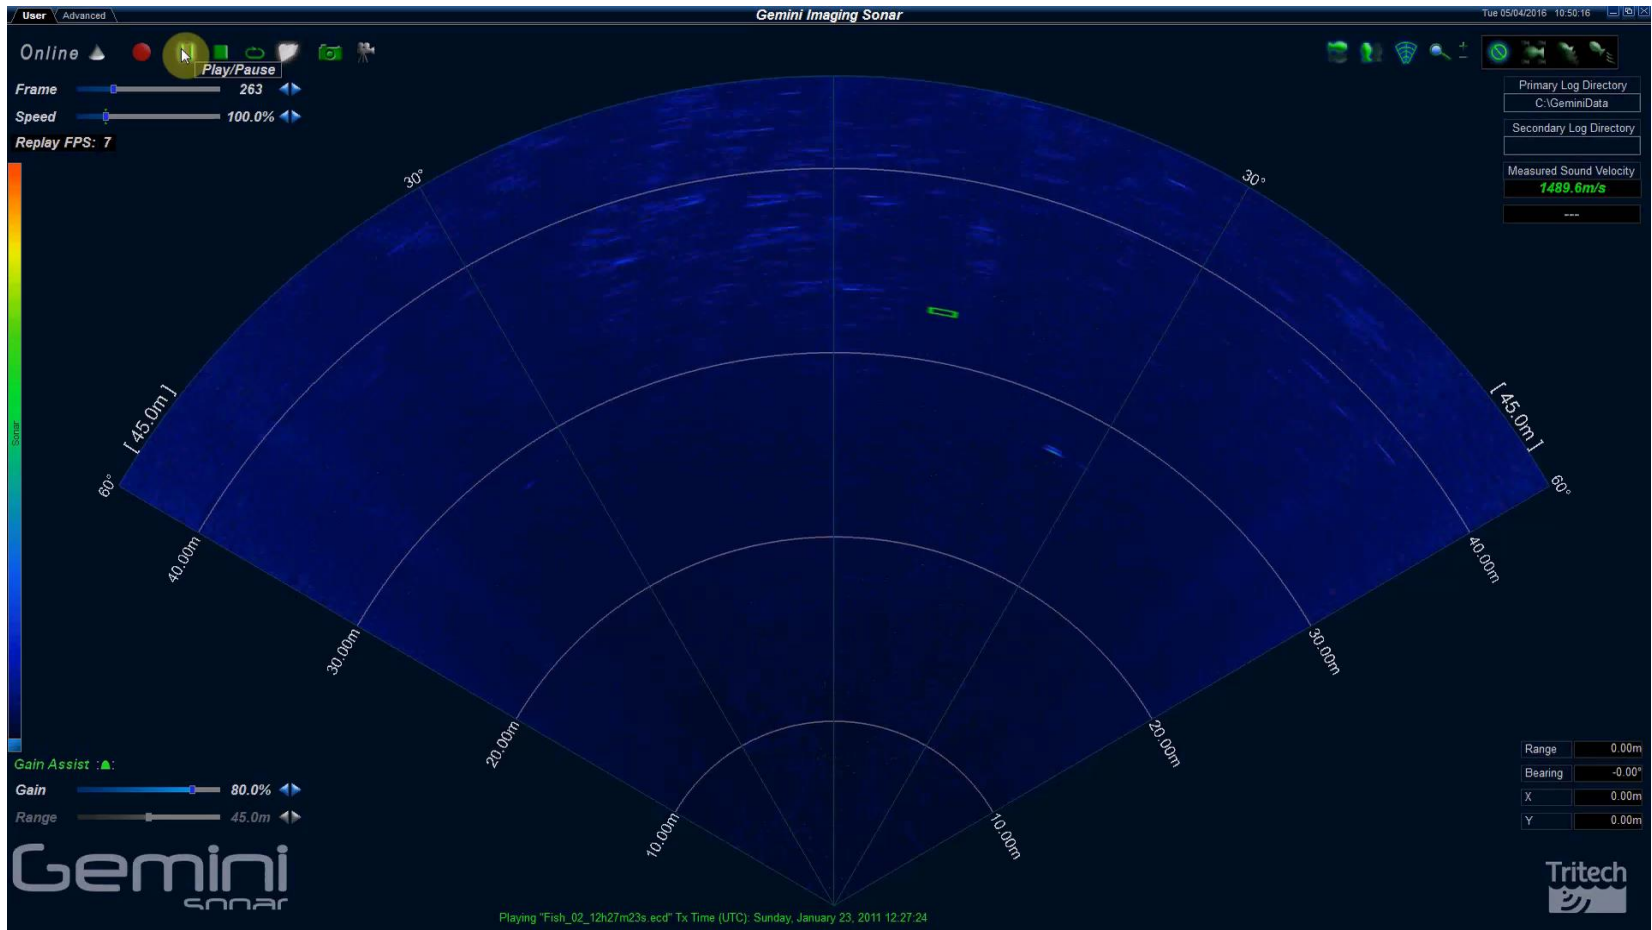 User Advanced
Gemini Imaging Sonar
Tue 05/04/2016 10:50:16
Online
Play/Pause
Frame 263
Speed 100.0%
Replay FPS: 7
Primary Log Directory
C:\GeminiData
Secondary Log Directory
Measured Sound Velocity
1489.6m/s
---
30°
30°
[ 45.0m ]
[ 45.0m ]
60°
60°
40.00m
40.00m
30.00m
30.00m
20.00m
20.00m
10.00m
10.00m
Sonar
Gain Assist :
Gain 80.0%
Range 45.0m
Gemini
sonar
Range 0.00m
Bearing -0.00°
X 0.00m
Y 0.00m
Tritech
Playing "Fish_02_12h27m23s.ecd" Tx Time (UTC): Sunday, January 23, 2011 12:27:24